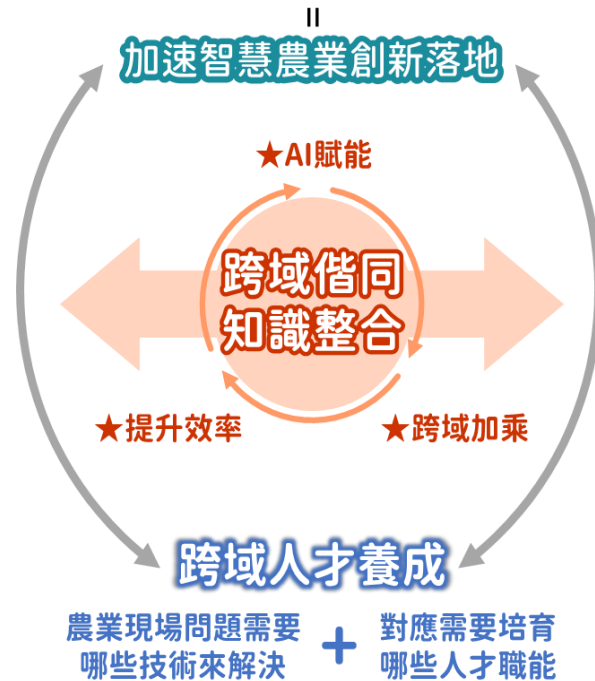 =
加速智慧農業創新落地
★AI賦能
跨域偕同
知識整合
★提升效率
★跨域加乘
跨域人才養成
農業現場問題需要
哪些技術來解決
+
對應需要培育
哪些人才職能